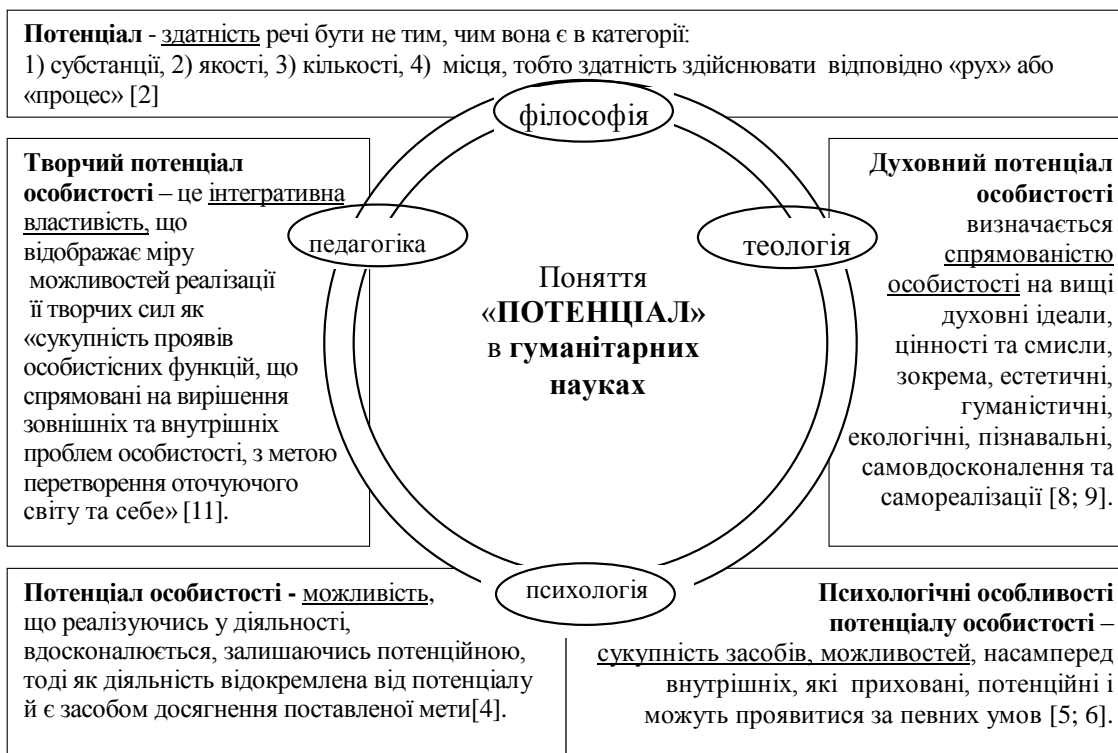 Потенціал - здатність речі бути не тим, чим вона є в категорії:
1) субстанції, 2) якості, 3) кількості, 4) місця, тобто здатність здійснювати відповідно «рух» або
«процес» [2]
філософія
Творчий потенціал
особистості – це інтегративна
властивість, що
відображає міру
можливостей реалізації
її творчих сил як
«сукупність проявів
особистісних функцій, що
спрямовані на вирішення
зовнішніх та внутрішніх
проблем особистості, з метою
перетворення оточуючого
світу та себе» [11].
педагогіка
Поняття
«ПОТЕНЦІАЛ»
в гуманітарних
науках
теологія
Духовний потенціал
особистості
визначається
спрямованістю
особистості на вищі
духовні ідеали,
цінності та смисли,
зокрема, естетичні,
гуманістичні,
екологічні, пізнавальні,
самовдосконалення та
самореалізації [8; 9].
психологія
Потенціал особистості - можливість,
що реалізуючись у діяльності,
вдосконалюється, залишаючись потенційною,
тоді як діяльність відокремлена від потенціалу
й є засобом досягнення поставленої мети[4].
Психологічні особливості
потенціалу особистості –
сукупність засобів, можливостей, насамперед
внутрішніх, які приховані, потенційні і
можуть проявитися за певних умов [5; 6].